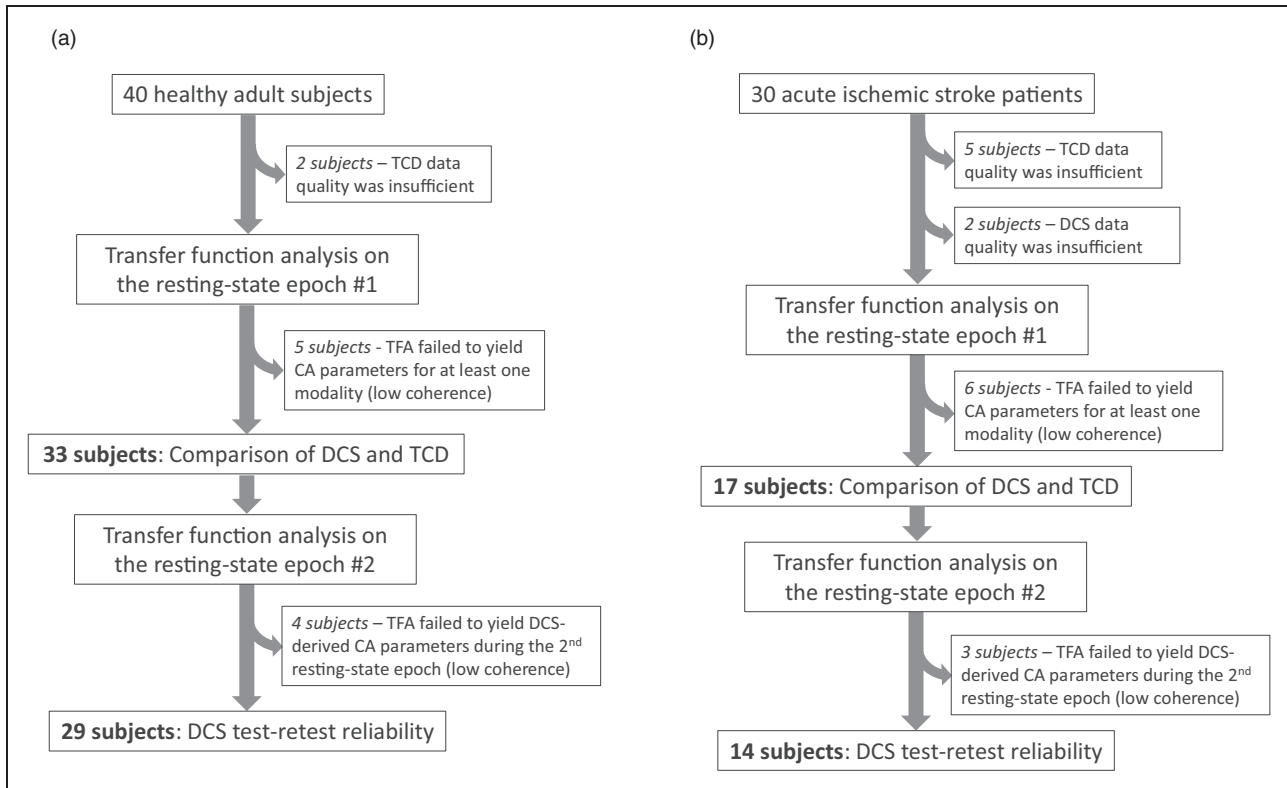 (a)
40 healthy adult subjects
2 subjects – TCD data
quality was insufficient
Transfer function analysis on
the resting-state epoch #1
5 subjects - TFA failed to yield
CA parameters for at least one
modality (low coherence)
33 subjects: Comparison of DCS and TCD
Transfer function analysis on
the resting-state epoch #2
4 subjects – TFA failed to yield DCS-
derived CA parameters during the 2nd
resting-state epoch (low coherence)
29 subjects: DCS test-retest reliability
(b)
30 acute ischemic stroke patients
5 subjects – TCD data
quality was insufficient
2 subjects – DCS data
quality was insufficient
Transfer function analysis on
the resting-state epoch #1
6 subjects - TFA failed to yield
CA parameters for at least one
modality (low coherence)
17 subjects: Comparison of DCS and TCD
Transfer function analysis on
the resting-state epoch #2
3 subjects – TFA failed to yield DCS-
derived CA parameters during the 2nd
resting-state epoch (low coherence)
14 subjects: DCS test-retest reliability